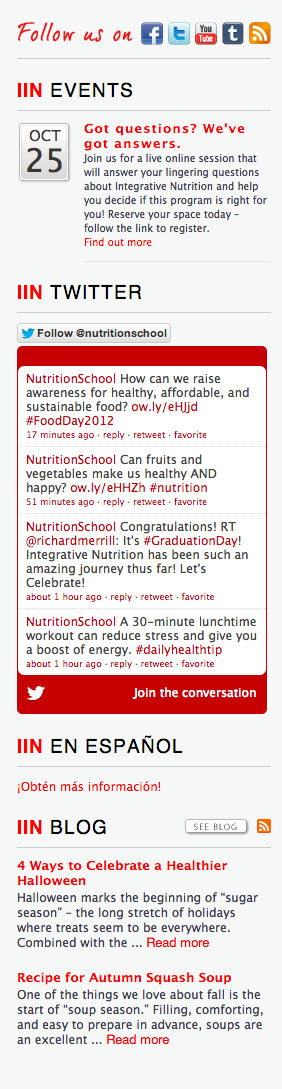 Follow us on
f
t
You
Tube
t
IIN EVENTS
OCT
25
Got questions? We've
got answers.
Join us for a live online session that
will answer your lingering questions
about Integrative Nutrition and help
you decide if this program is right for
you! Reserve your space today –
follow the link to register.
Find out more
IIN TWITTER
Follow @nutritionschool
NutritionSchool How can we raise
awareness for healthy, affordable, and
sustainable food? ow.ly/eHJjd
#FoodDay2012
17 minutes ago · reply · retweet · favorite
NutritionSchool Can fruits and
vegetables make us healthy AND
happy? ow.ly/eHHZh #nutrition
51 minutes ago · reply · retweet · favorite
NutritionSchool Congratulations! RT
@richardmerrill: It's #GraduationDay!
Integrative Nutrition has been such an
amazing journey thus far! Let's
Celebrate!
about 1 hour ago · reply · retweet · favorite
NutritionSchool A 30-minute lunchtime
workout can reduce stress and give you
a boost of energy. #dailyhealthtip
about 1 hour ago · reply · retweet · favorite
Join the conversation
IIN EN ESPAÑOL
¡Obtén más información!
IIN BLOG
SEE BLOG
4 Ways to Celebrate a Healthier
Halloween
Halloween marks the beginning of “sugar
season” – the long stretch of holidays
where treats seem to be everywhere.
Combined with the ... Read more
Recipe for Autumn Squash Soup
One of the things we love about fall is the
start of “soup season.” Filling, comforting,
and easy to prepare in advance, soups are
an excellent ... Read more